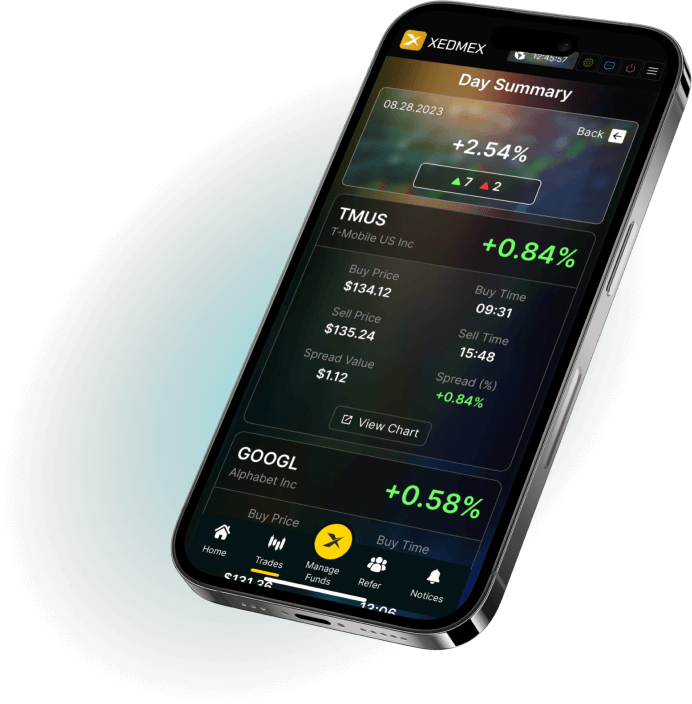 XEDMEX
12:45:57
Day Summary
08.28.2023
Back
+2.54%
7 2
TMUS
T-Mobile US Inc
+0.84%
Buy Price
$134.12
Buy Time
09:31
Sell Price
$135.24
Sell Time
15:48
Spread Value
$1.12
Spread (%)
+0.84%
View Chart
GOOGL
Alphabet Inc
+0.58%
Buy Price
Buy Time
$131.36
13:06
Home
Trades
Manage
Funds
Refer
Notices